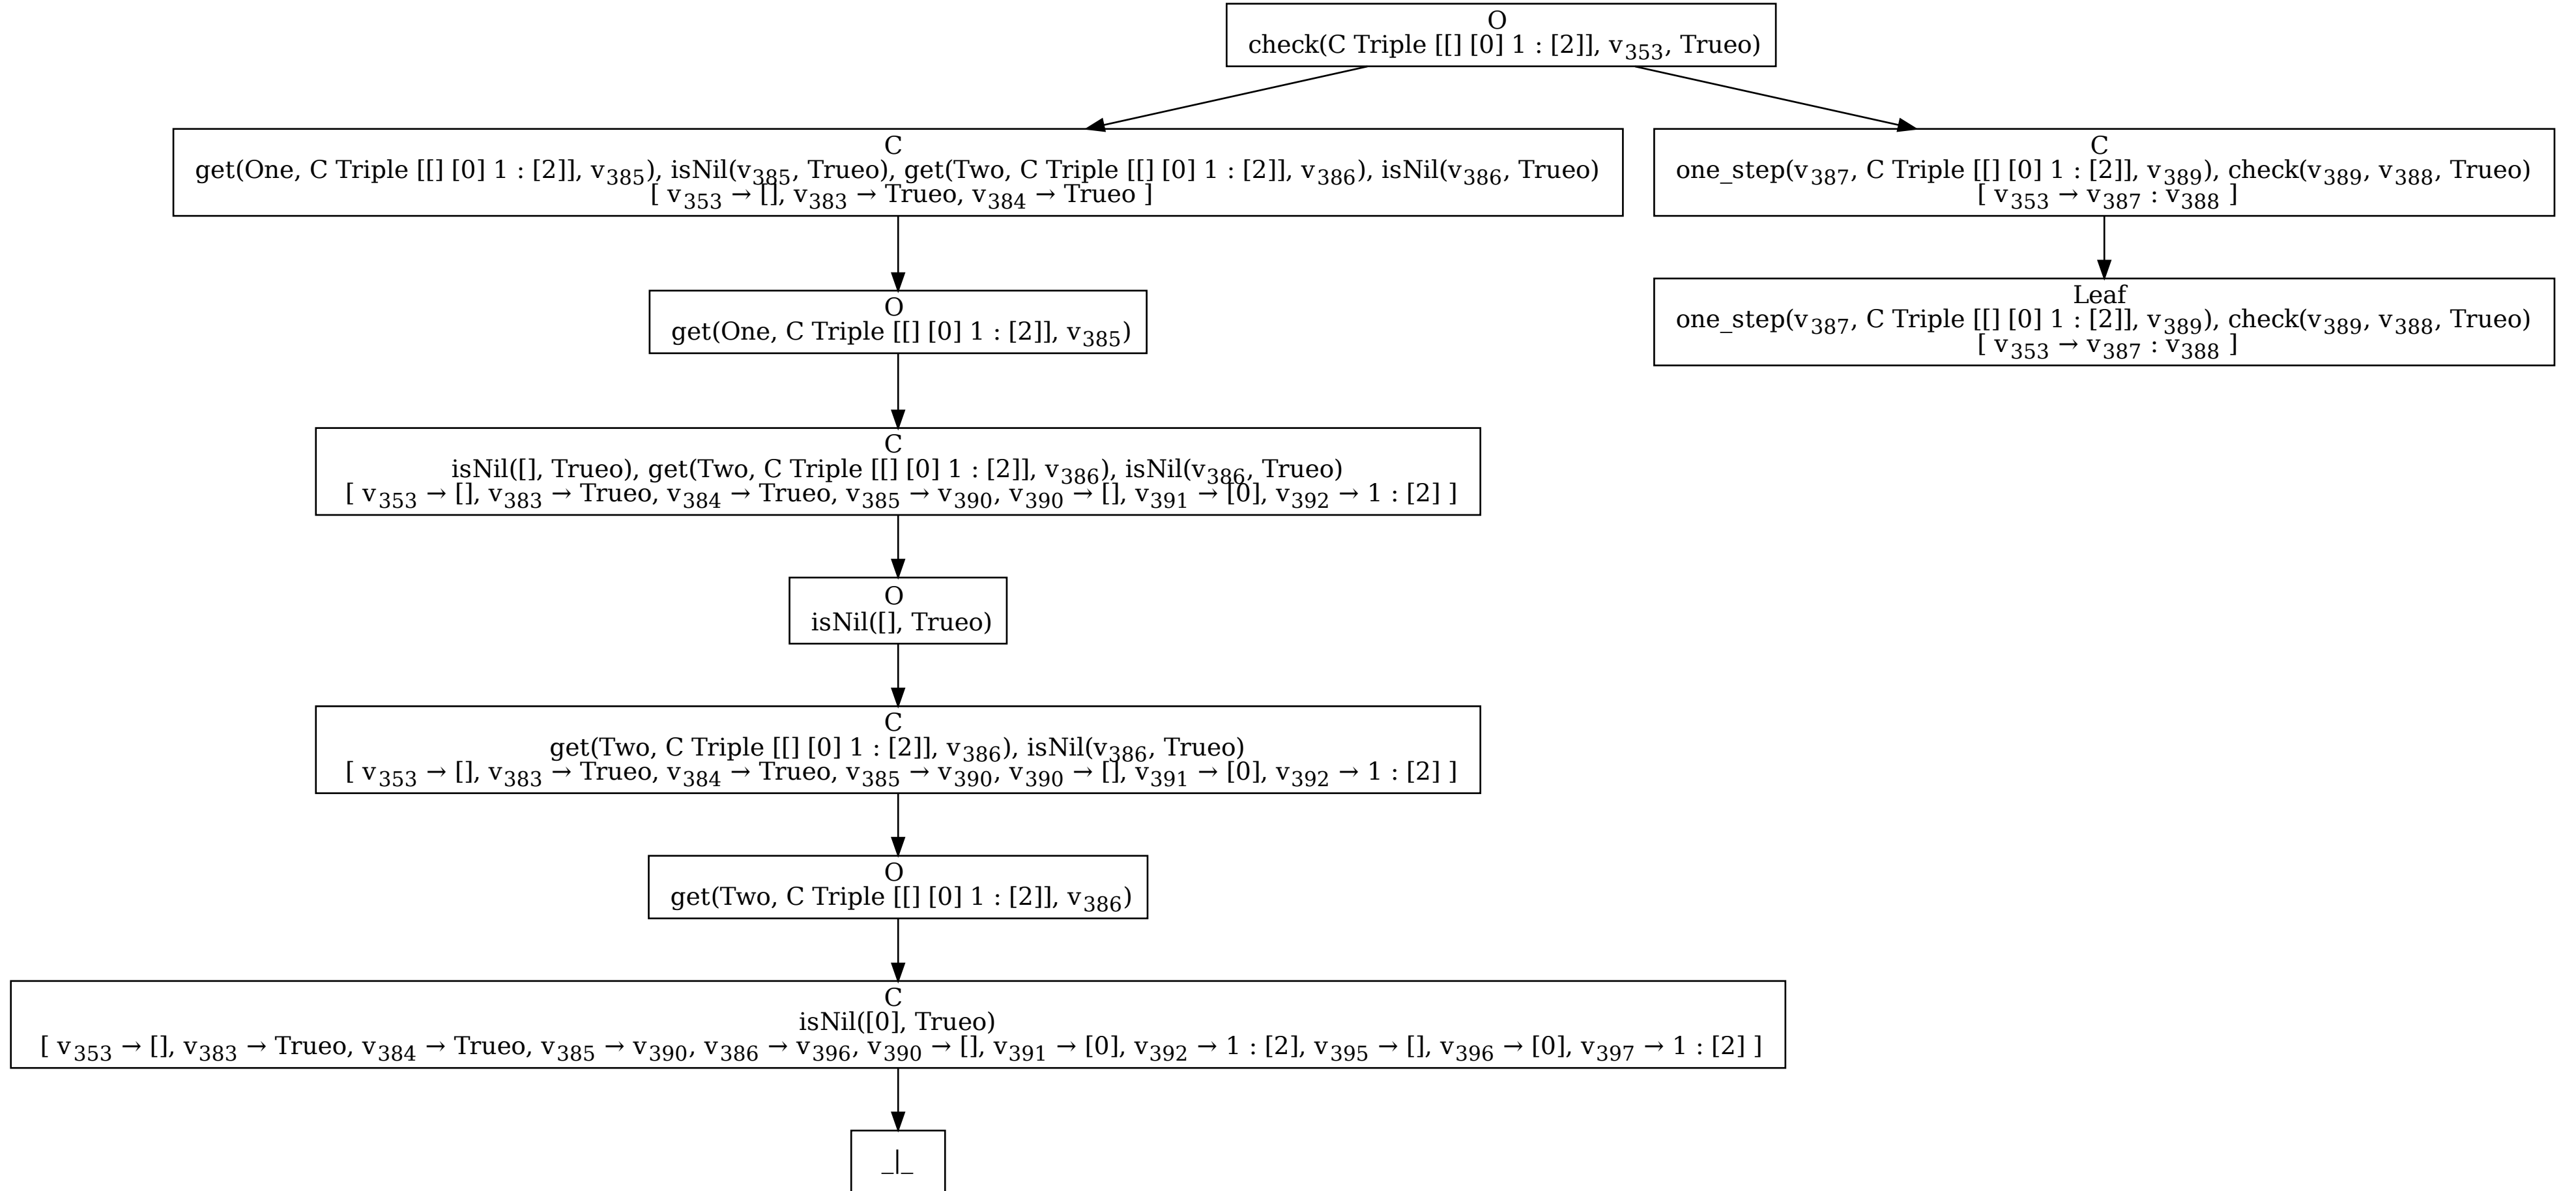 O
check(C Triple [[] [0] 1 : [2]], v353, Trueo)
C
get(One, C Triple [[] [0] 1 : [2]], v385), isNil(v385, Trueo), get(Two, C Triple [[] [0] 1 : [2]], v386), isNil(v386, Trueo)
[ v353 → [], v383 → Trueo, v384 → Trueo ]
C
one_step(v387, C Triple [[] [0] 1 : [2]], v389), check(v389, v388, Trueo)
[ v353 → v387 : v388 ]
O
get(One, C Triple [[] [0] 1 : [2]], v385)
Leaf
one_step(v387, C Triple [[] [0] 1 : [2]], v389), check(v389, v388, Trueo)
[ v353 → v387 : v388 ]
C
isNil([], Trueo), get(Two, C Triple [[] [0] 1 : [2]], v386), isNil(v386, Trueo)
[ v353 → [], v383 → Trueo, v384 → Trueo, v385 → v390, v390 → [], v391 → [0], v392 → 1 : [2] ]
O
isNil([], Trueo)
C
get(Two, C Triple [[] [0] 1 : [2]], v386), isNil(v386, Trueo)
[ v353 → [], v383 → Trueo, v384 → Trueo, v385 → v390, v390 → [], v391 → [0], v392 → 1 : [2] ]
O
get(Two, C Triple [[] [0] 1 : [2]], v386)
C
isNil([0], Trueo)
[ v353 → [], v383 → Trueo, v384 → Trueo, v385 → v390, v386 → v396, v390 → [], v391 → [0], v392 → 1 : [2], v395 → [], v396 → [0], v397 → 1 : [2] ]
_|_